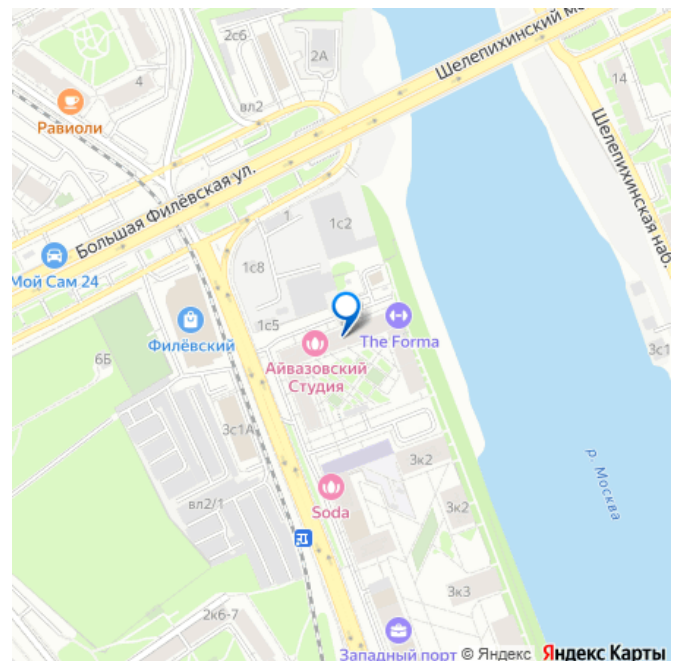 2с6
2А
Шелепихинский мо
14
4
вл2
Равиоли
Шелепихинская наб.
Большая Филёвская ул.
1
1с2
Мой Сам 24
1с8
1с5
Филёвский
The Forma
6Б
Айвазовский
Студия
3с1
3с1А
3к2
р. Москва
вл2/1
Soda
3к2
3к3
2к6-7
Западный порт
© Яндекс Яндекс Карты